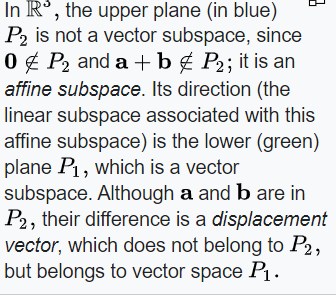 In ℝ³, the upper plane (in blue)
P₂ is not a vector subspace, since
0 ∉ P₂ and a + b ∉ P₂; it is an
affine subspace. Its direction (the
linear subspace associated with this
affine subspace) is the lower (green)
plane P₁, which is a vector
subspace. Although a and b are in
P₂, their difference is a displacement
vector, which does not belong to P₂,
but belongs to vector space P₁.